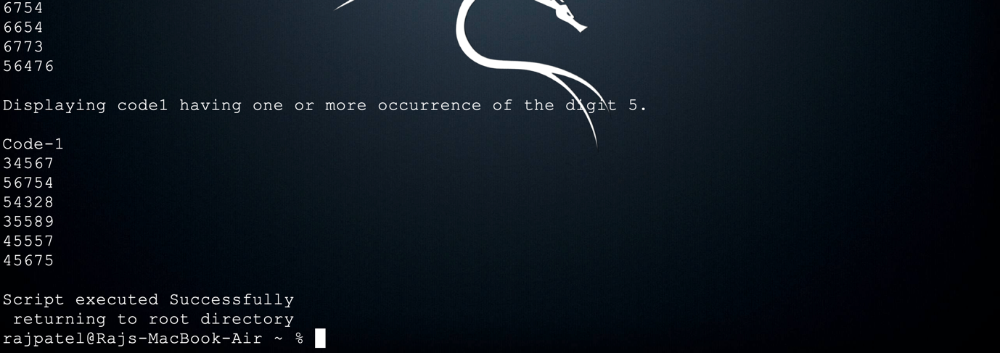 6754
6654
6773
56476
Displaying code1 having one or more occurrence of the digit 5.
Code-1
34567
56754
54328
35589
45557
45675
Script executed Successfully
returning to root directory
rajpatel@Rajs-MacBook-Air ~ %